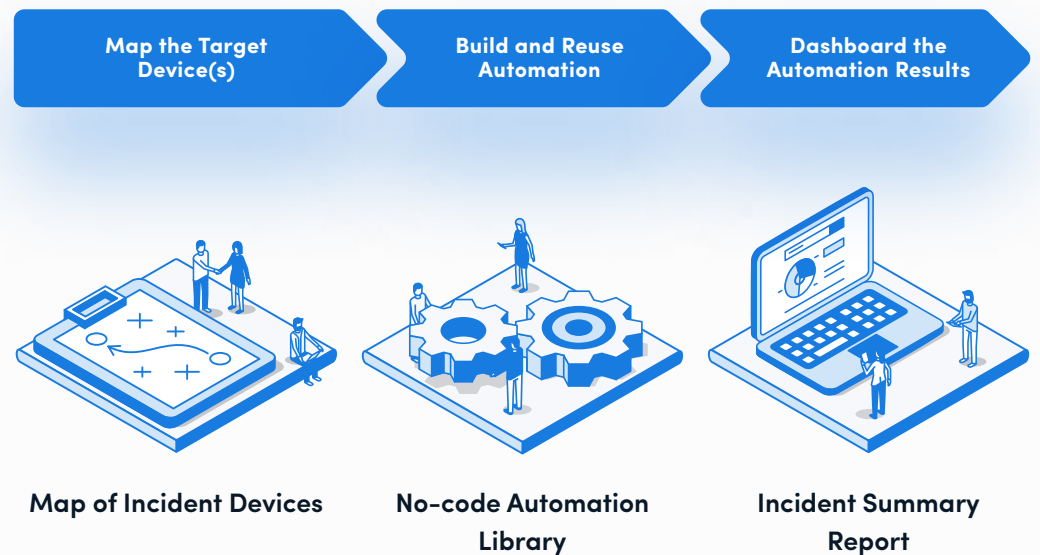 Map the Target
Device(s)
Build and Reuse
Automation
Dashboard the
Automation Results
Map of Incident Devices
No-code Automation
Library
Incident Summary
Report